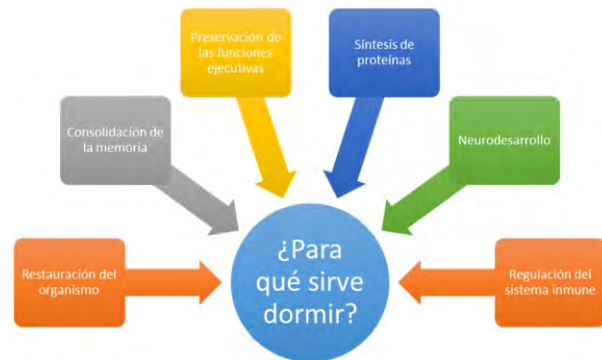 Preservación de
las funciones
ejecutivas
Síntesis de
proteínas
Consolidación de
la memoria
Neurodesarrollo
Restauración del
organismo
¿Para
qué sirve
dormir?
Regulación del
sistema inmune